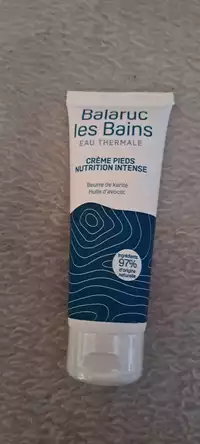 Balaruc
les Bains
EAU THERMALE
CRÈME PIEDS
NUTRITION INTENSE
Beurre de Karité
Huile d'Avocat
Ingrédients
97%
d'origine
naturelle